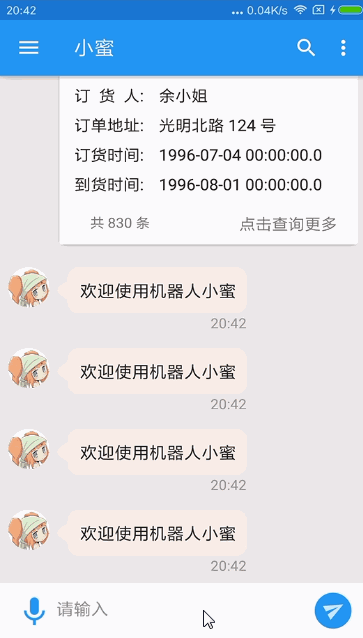 20:42
... 0.04K/s
小蜜
订 货 人: 余小姐
订单地址: 光明北路 124 号
订货时间: 1996-07-04 00:00:00.0
到货时间: 1996-08-01 00:00:00.0
共 830 条 点击查询更多
欢迎使用机器人小蜜
20:42
欢迎使用机器人小蜜
20:42
欢迎使用机器人小蜜
20:42
欢迎使用机器人小蜜
20:42
请输入